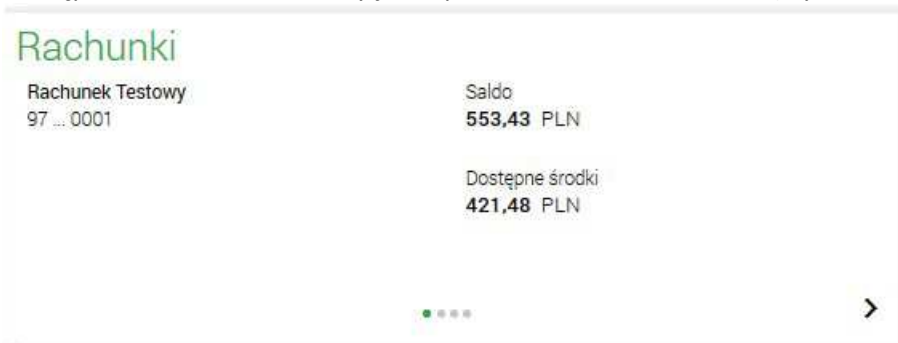 Rachunki
Rachunek Testowy
97 ... 0001
Saldo
553,43 PLN
Dostępne środki
421,48 PLN